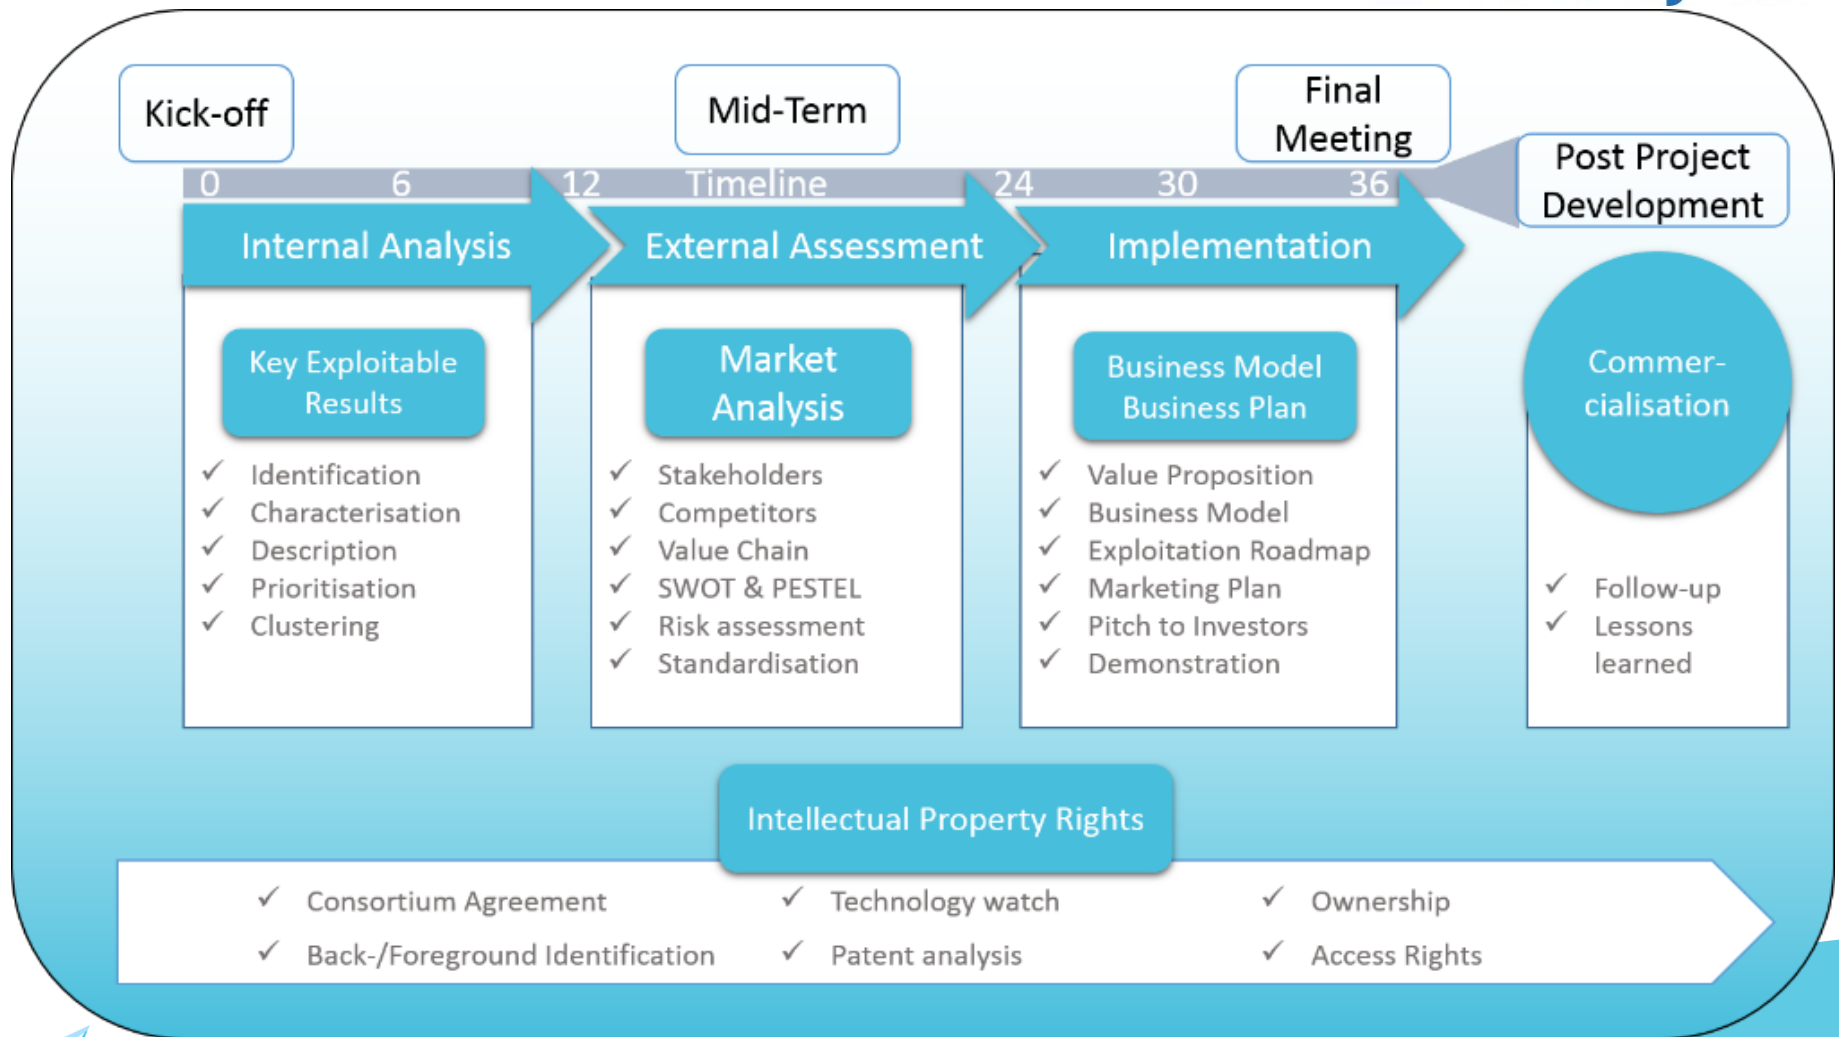 Kick-off
Mid-Term
Final
Meeting
Post Project
Development
0 6 12 Timeline 24 30 36
Internal Analysis
External Assessment
Implementation
Key Exploitable
Results
✓ Identification
✓ Characterisation
✓ Description
✓ Prioritisation
✓ Clustering
Market
Analysis
✓ Stakeholders
✓ Competitors
✓ Value Chain
✓ SWOT & PESTEL
✓ Risk assessment
✓ Standardisation
Business Model
Business Plan
✓ Value Proposition
✓ Business Model
✓ Exploitation Roadmap
✓ Marketing Plan
✓ Pitch to Investors
✓ Demonstration
Commer-
cialisation
✓ Follow-up
✓ Lessons
learned
Intellectual Property Rights
✓ Consortium Agreement
✓ Back-/Foreground Identification
✓ Technology watch
✓ Patent analysis
✓ Ownership
✓ Access Rights